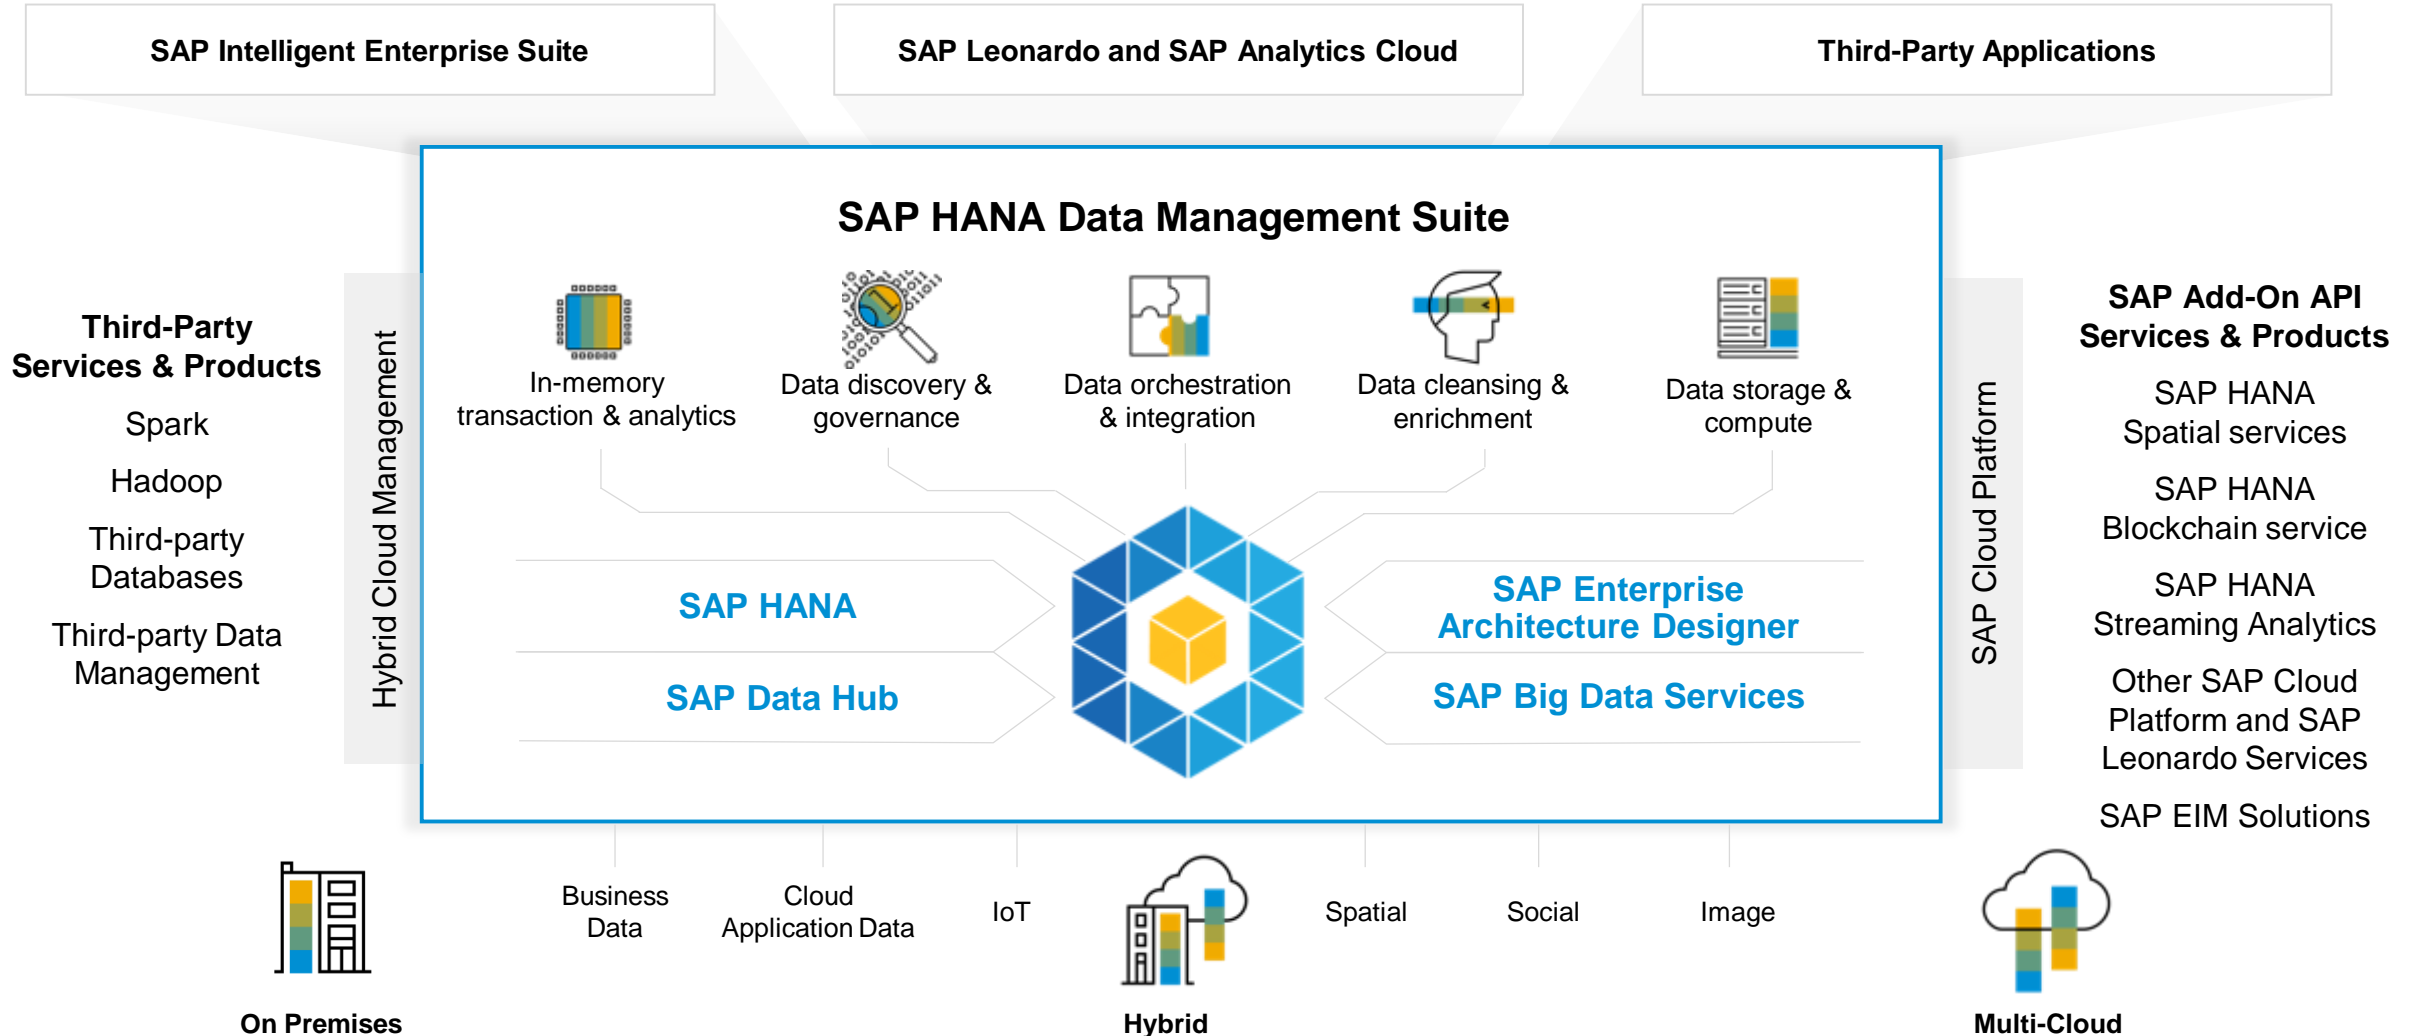 SAP Intelligent Enterprise Suite
SAP Leonardo and SAP Analytics Cloud
Third-Party Applications
SAP HANA Data Management Suite
In-memory
transaction & analytics
Data discovery &
governance
Data orchestration
& integration
Data cleansing &
enrichment
Data storage &
compute
Third-Party
Services & Products
Spark
Hadoop
Third-party
Databases
Third-party Data
Management
Hybrid Cloud Management
SAP HANA
SAP Data Hub
SAP Enterprise
Architecture Designer
SAP Big Data Services
SAP Cloud Platform
SAP Add-On API
Services & Products
SAP HANA
Spatial services
SAP HANA
Blockchain service
SAP HANA
Streaming Analytics
Other SAP Cloud
Platform and SAP
Leonardo Services
SAP EIM Solutions
Business
Data
Cloud
Application Data
IoT
Spatial
Social
Image
On Premises
Hybrid
Multi-Cloud